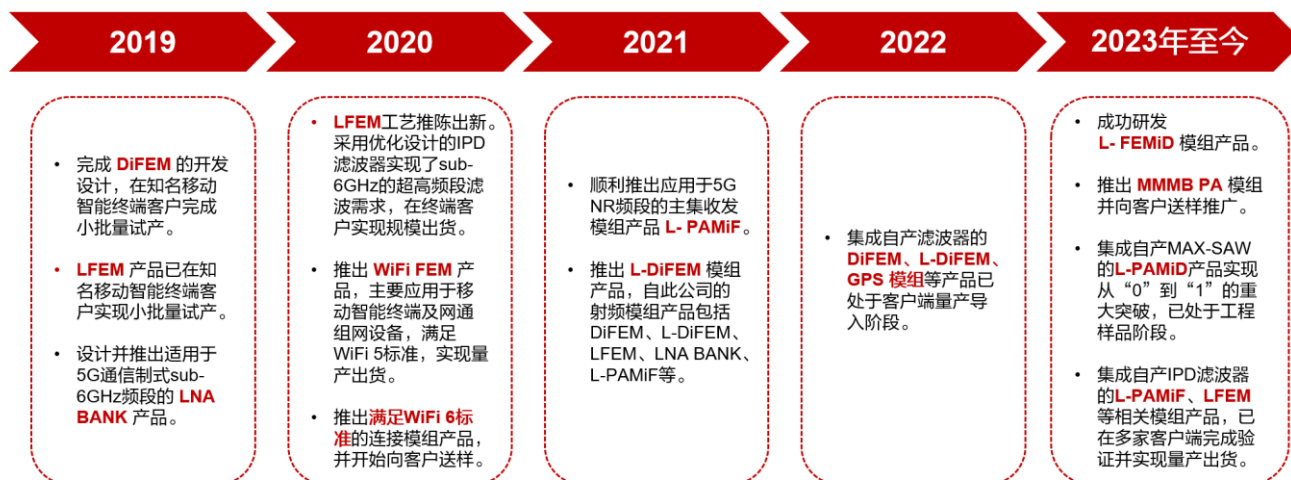 2019
2020
2021
2022
2023年至今
• 完成 DiFEM 的开发
设计，在知名移动
智能终端客户完成
小批量试产。
• LFEM 产品已在知
名移动智能终端客
户实现小批量试产。
• 设计并推出适用于
5G通信制式sub-
6GHz频段的 LNA
BANK 产品。
• LFEM工艺推陈出新。
采用优化设计的IPD
滤波器实现了sub-
6GHz的超高频段滤
波需求，在终端客
户实现规模出货。
• 推出 WiFi FEM 产
品，主要应用于移
动智能终端及网通
组网设备，满足
WiFi 5标准，实现量
产出货。
• 推出满足WiFi 6标
准的连接模组产品，
并开始向客户送样。
• 顺利推出应用于5G
NR频段的主集收发
模组产品 L- PAMiF。
• 推出 L-DiFEM 模组
产品，自此公司的
射频模组产品包括
DiFEM、L-DiFEM、
LFEM、LNA BANK、
L-PAMiF等。
• 集成自产滤波器的
DiFEM、L-DiFEM、
GPS 模组等产品已
处于客户端量产导
入阶段。
• 成功研发
L- FEMiD 模组产品。
• 推出 MMMB PA 模组
并向客户送样推广。
• 集成自产MAX-SAW
的L-PAMiD产品实现
从“0”到“1”的重
大突破，已处于工程
样品阶段。
• 集成自产IPD滤波器
的L-PAMiF、LFEM
等相关模组产品，已
在多家客户端完成验
证并实现量产出货。